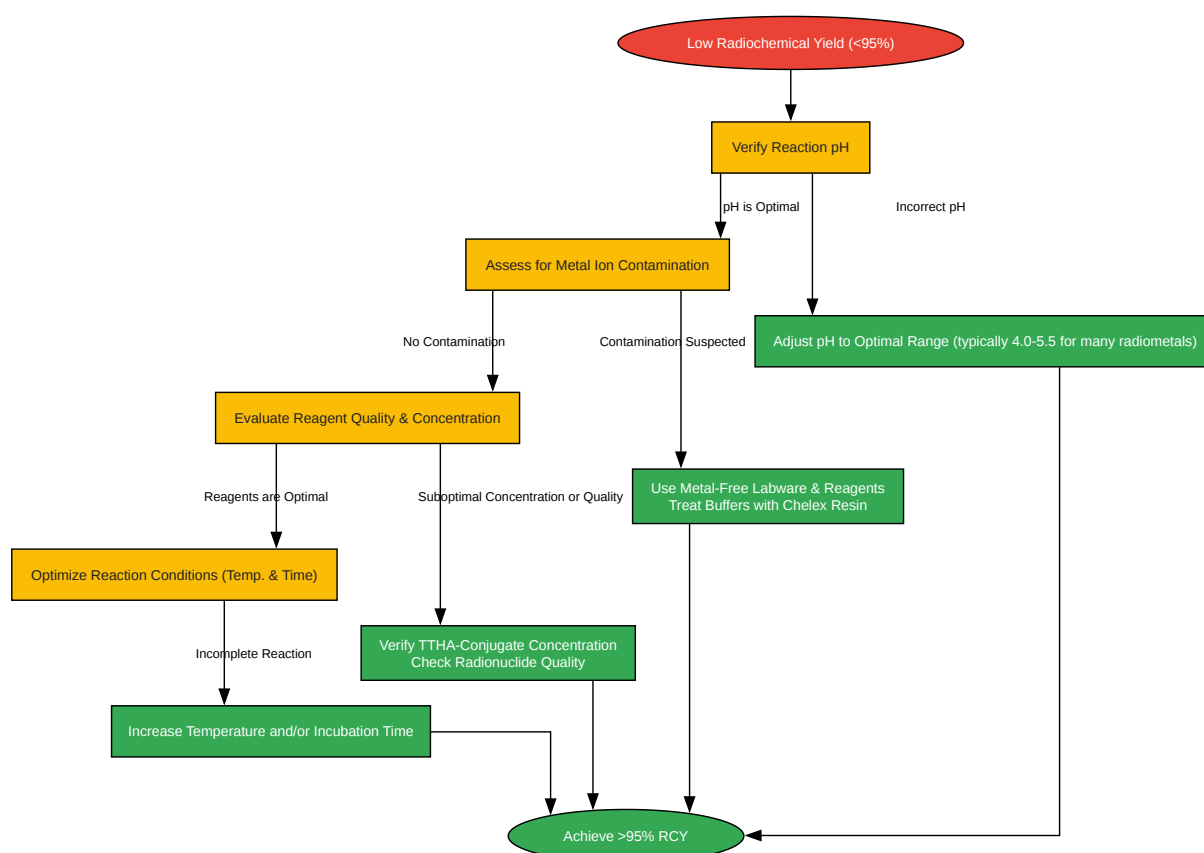 Low Radiochemical Yield (<95%)
Verify Reaction pH
pH is Optimal
Incorrect pH
Assess for Metal Ion Contamination
No Contamination
Contamination Suspected
Adjust pH to Optimal Range (typically 4.0-5.5 for many radiometals)
Evaluate Reagent Quality & Concentration
Reagents are Optimal
Suboptimal Concentration or Quality
Use Metal-Free Labware & Reagents
Treat Buffers with Chelex Resin
Optimize Reaction Conditions (Temp. & Time)
Incomplete Reaction
Verify TTHA-Conjugate Concentration
Check Radionuclide Quality
Increase Temperature and/or Incubation Time
Achieve >95% RCY